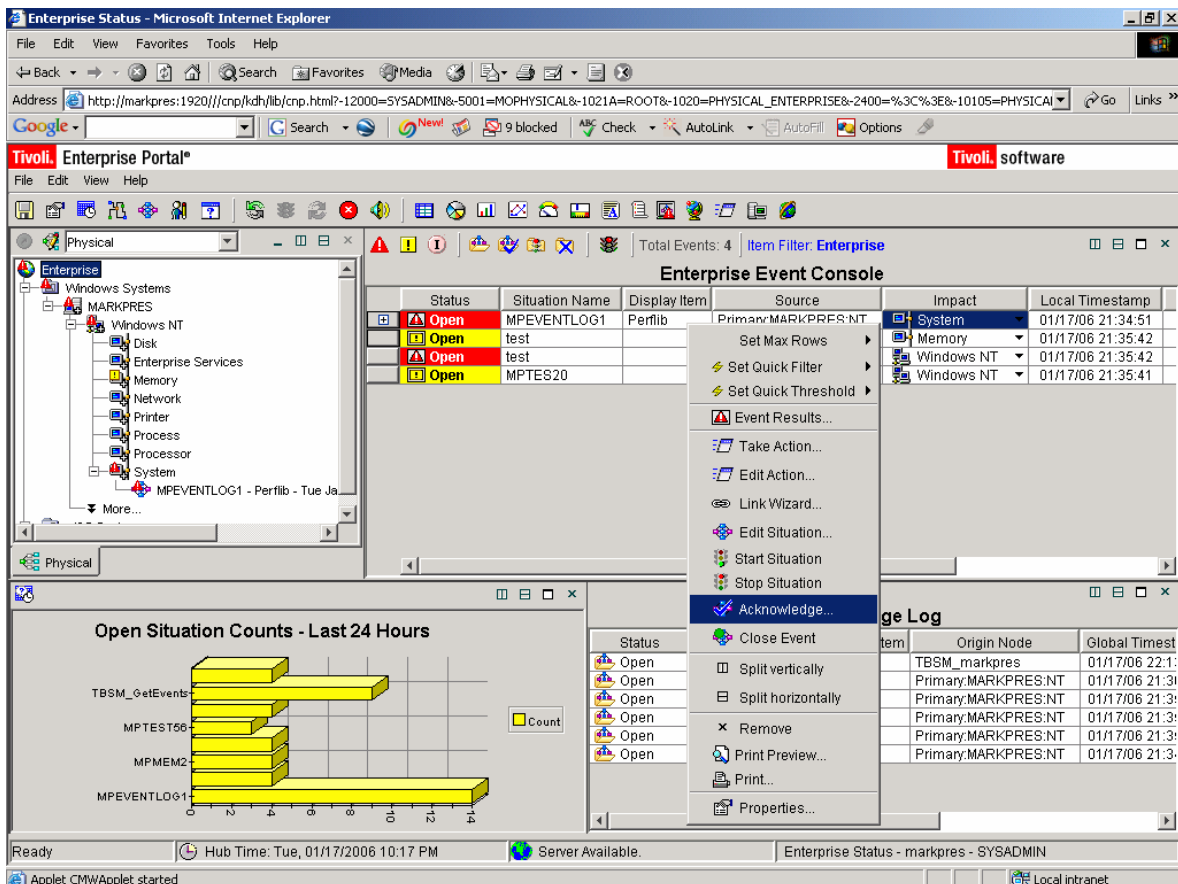 Enterprise Status - Microsoft Internet Explorer
File Edit View Favorites Tools Help
Back Search Favorites Media
Address http://markpres:1920///cnp/kdh/lib/cnp.html?-12000=SYSADMIN&-5001=MOPHYSICAL&-1021A=ROOT&-1020=PHYSICAL_ENTERPRISE&-2400=%3C%3E&-10105=PHYSICAL Go Links »
Google New! Search 9 blocked ABC Check AutoLink AutoFill Options
Tivoli. Enterprise Portal® Tivoli. software
File Edit View Help
Physical
Total Events: 4 Item Filter: Enterprise
Enterprise Event Console
Status Situation Name Display Item Source Impact Local Timestamp
Open MPEVENTLOG1 Perflib Primary:MARKPRES:NT System 01/17/06 21:34:51
Open test Memory 01/17/06 21:35:42
Open test Windows NT 01/17/06 21:35:42
Open MPTES20 Windows NT 01/17/06 21:35:41
Enterprise
Windows Systems
MARKPRES
Windows NT
Disk
Enterprise Services
Memory
Network
Printer
Process
Processor
System
MPEVENTLOG1 - Perflib - Tue Ja
More...
Physical
Set Max Rows
Set Quick Filter
Set Quick Threshold
Event Results...
Take Action...
Edit Action...
Link Wizard...
Edit Situation...
Start Situation
Stop Situation
Acknowledge...
Close Event
Split vertically
Split horizontally
Remove
Print Preview...
Print...
Properties...
Open Situation Counts - Last 24 Hours
TBSM_GetEvents
MPTEST56
MPMEM2
MPEVENTLOG1
0 2 4 6 8 10 12 14
Count
ge Log
Status tem Origin Node Global Timest
Open TBSM_markpres 01/17/06 22:1
Open Primary:MARKPRES:NT 01/17/06 21:3
Open Primary:MARKPRES:NT 01/17/06 21:3
Open Primary:MARKPRES:NT 01/17/06 21:3
Open Primary:MARKPRES:NT 01/17/06 21:3
Open Primary:MARKPRES:NT 01/17/06 21:3
Ready Hub Time: Tue, 01/17/2006 10:17 PM Server Available. Enterprise Status - markpres - SYSADMIN
Applet CMWApplet started Local intranet